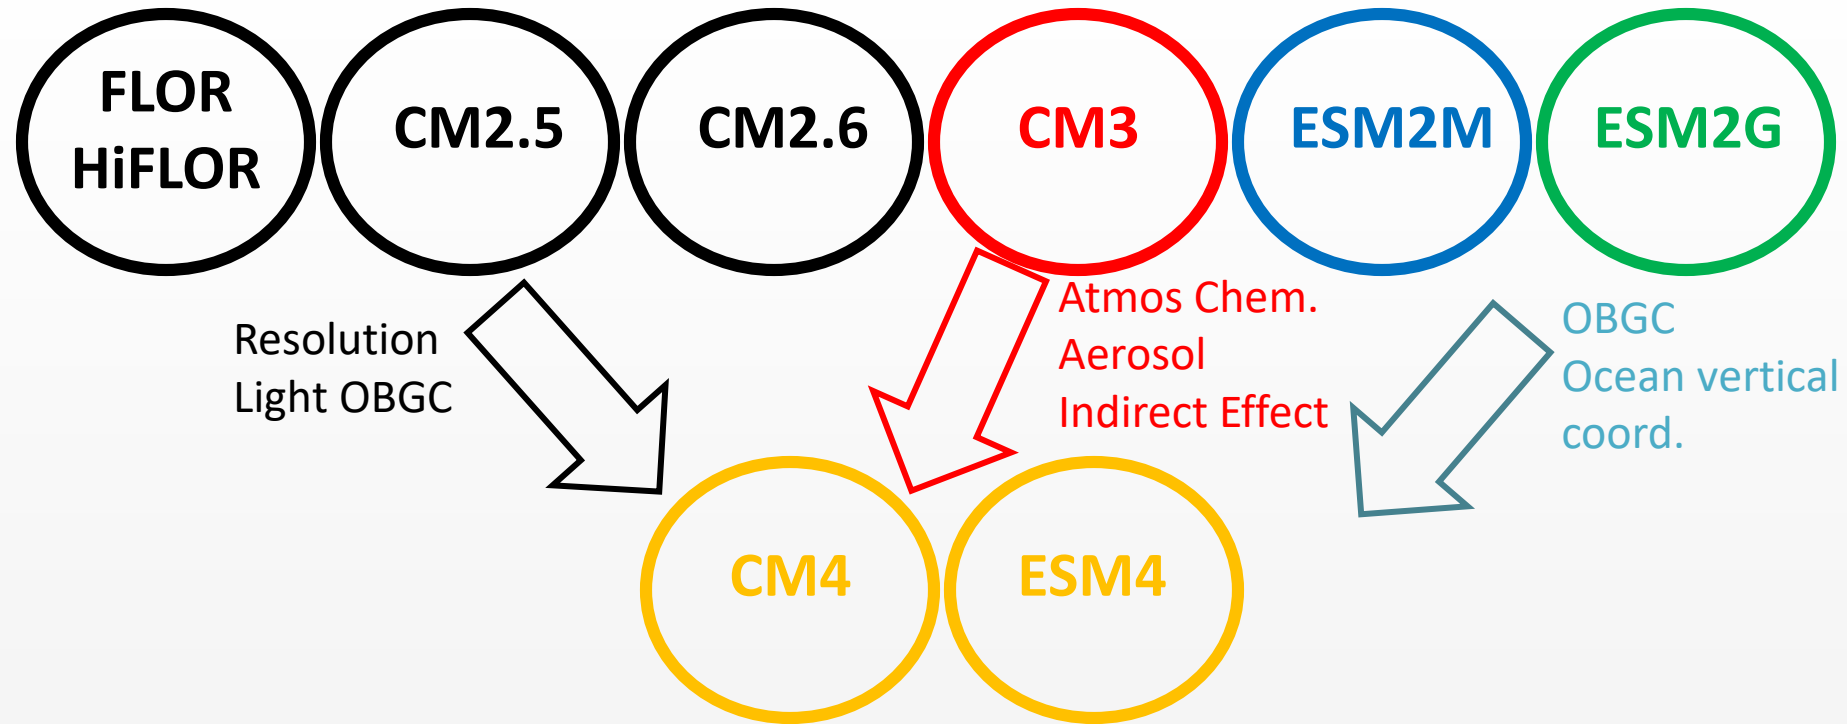 FLOR
HiFLOR
CM2.5
CM2.6
CM3
ESM2M
ESM2G
Resolution
Light OBGC
Atmos Chem.
Aerosol
Indirect Effect
OBGC
Ocean vertical
coord.
CM4
ESM4